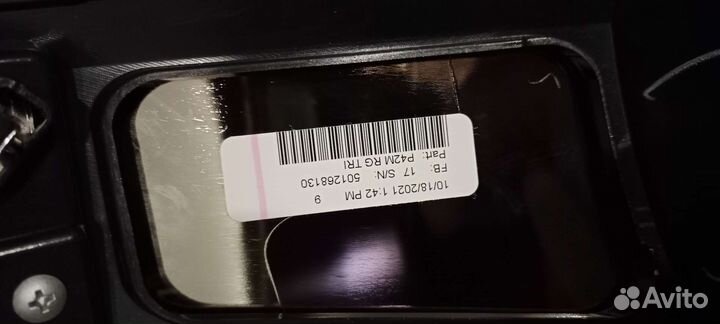 10/18/2021 1:42 PM 9
FB: 17 S/N: 501268130
Part: P42M RG TRI
Avito